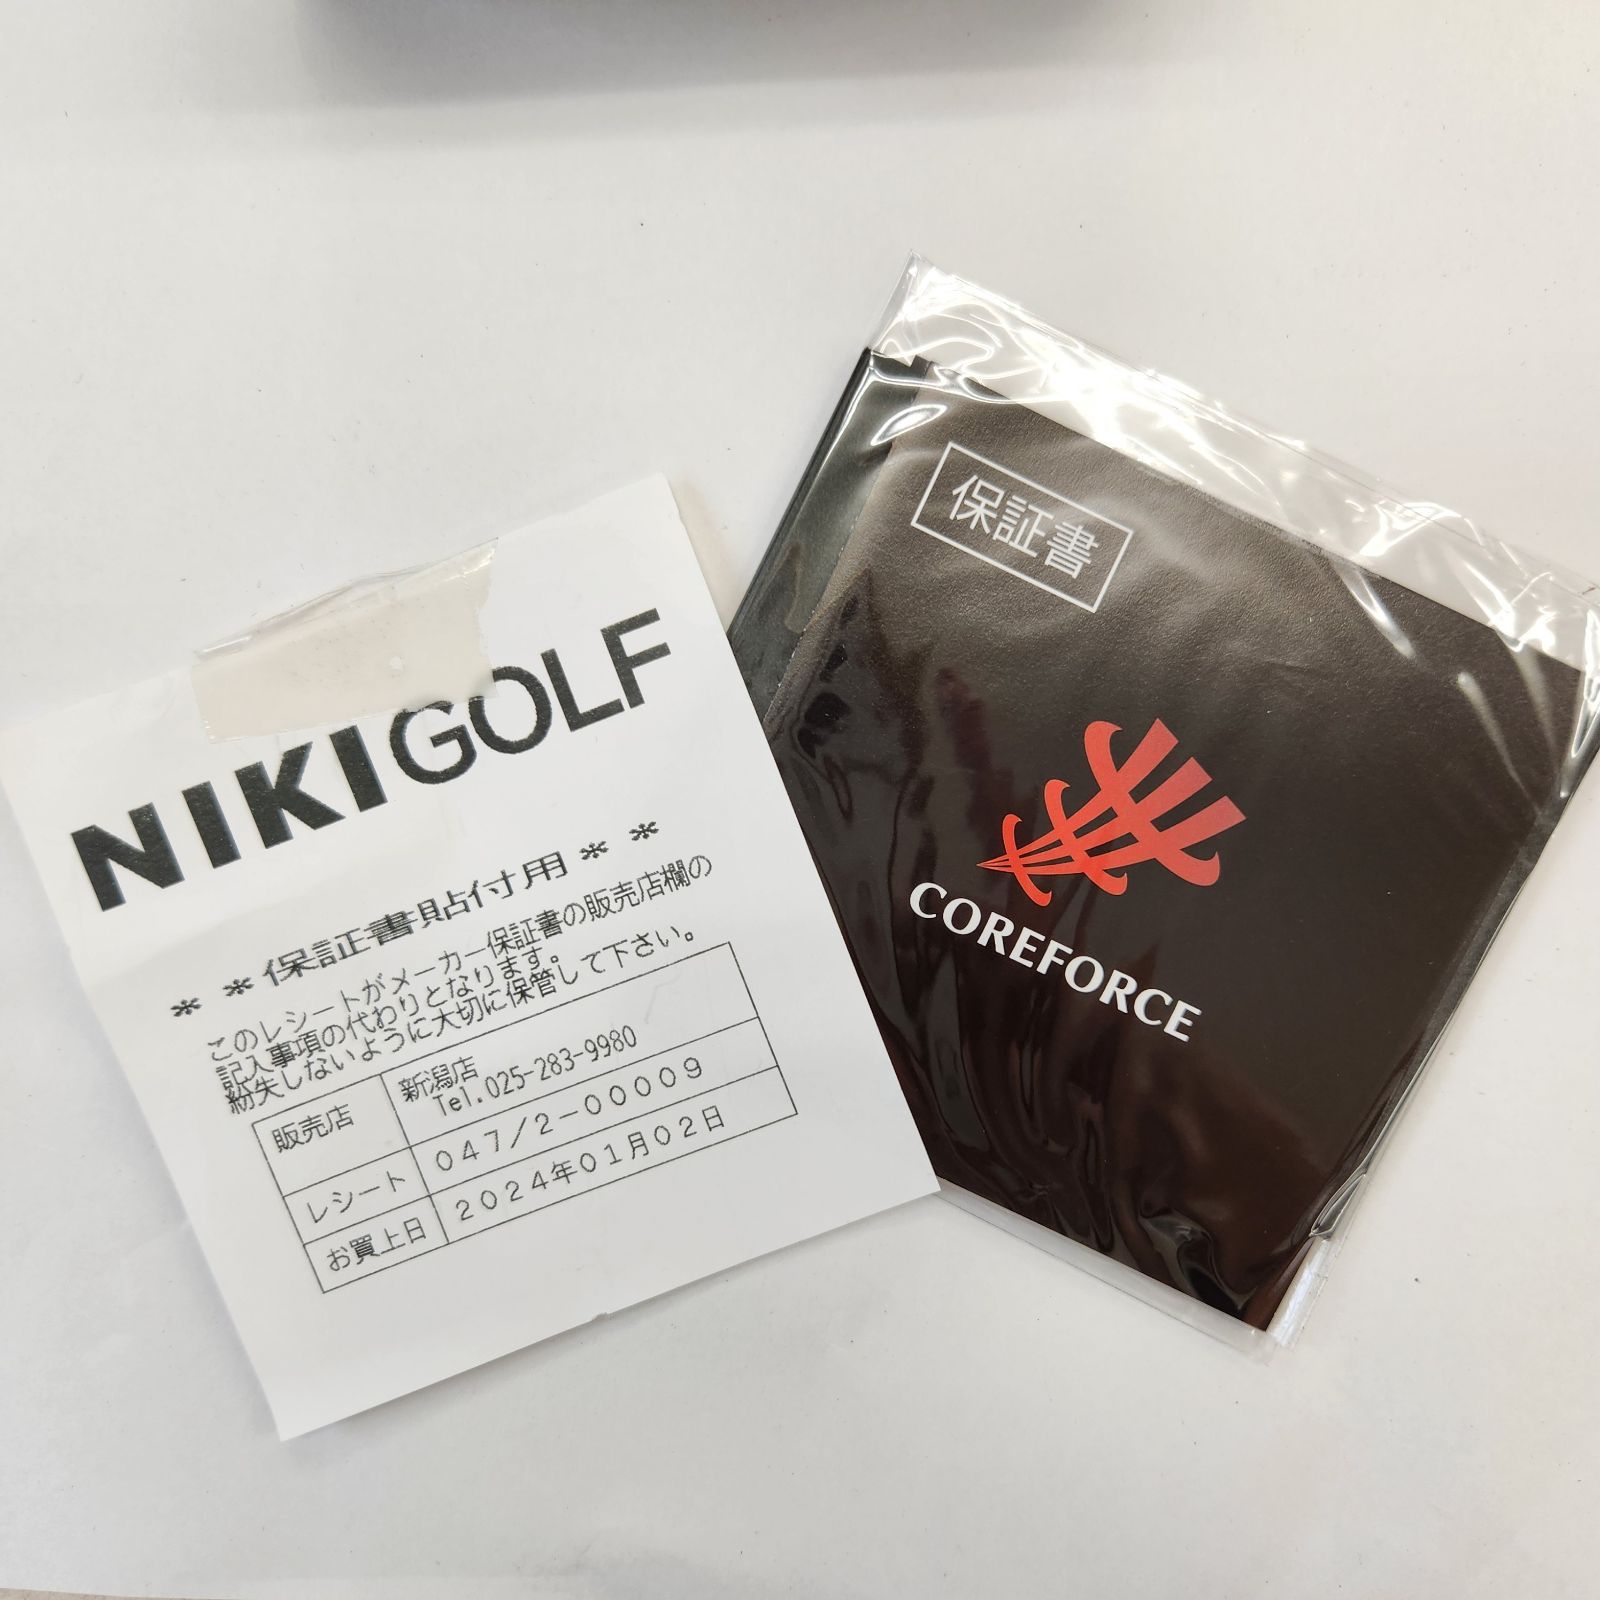 NIKIGOLF
＊＊保証書貼付用＊＊
このレシートがメーカー保証書の販売店欄の
記入事項の代わりとなります。
紛失しないように大切に保管して下さい。
販売店 新潟店
Tel.025-283-9980
レシート 047/2-00009
お買上日 2024年01月02日
保証書
COREFORCE